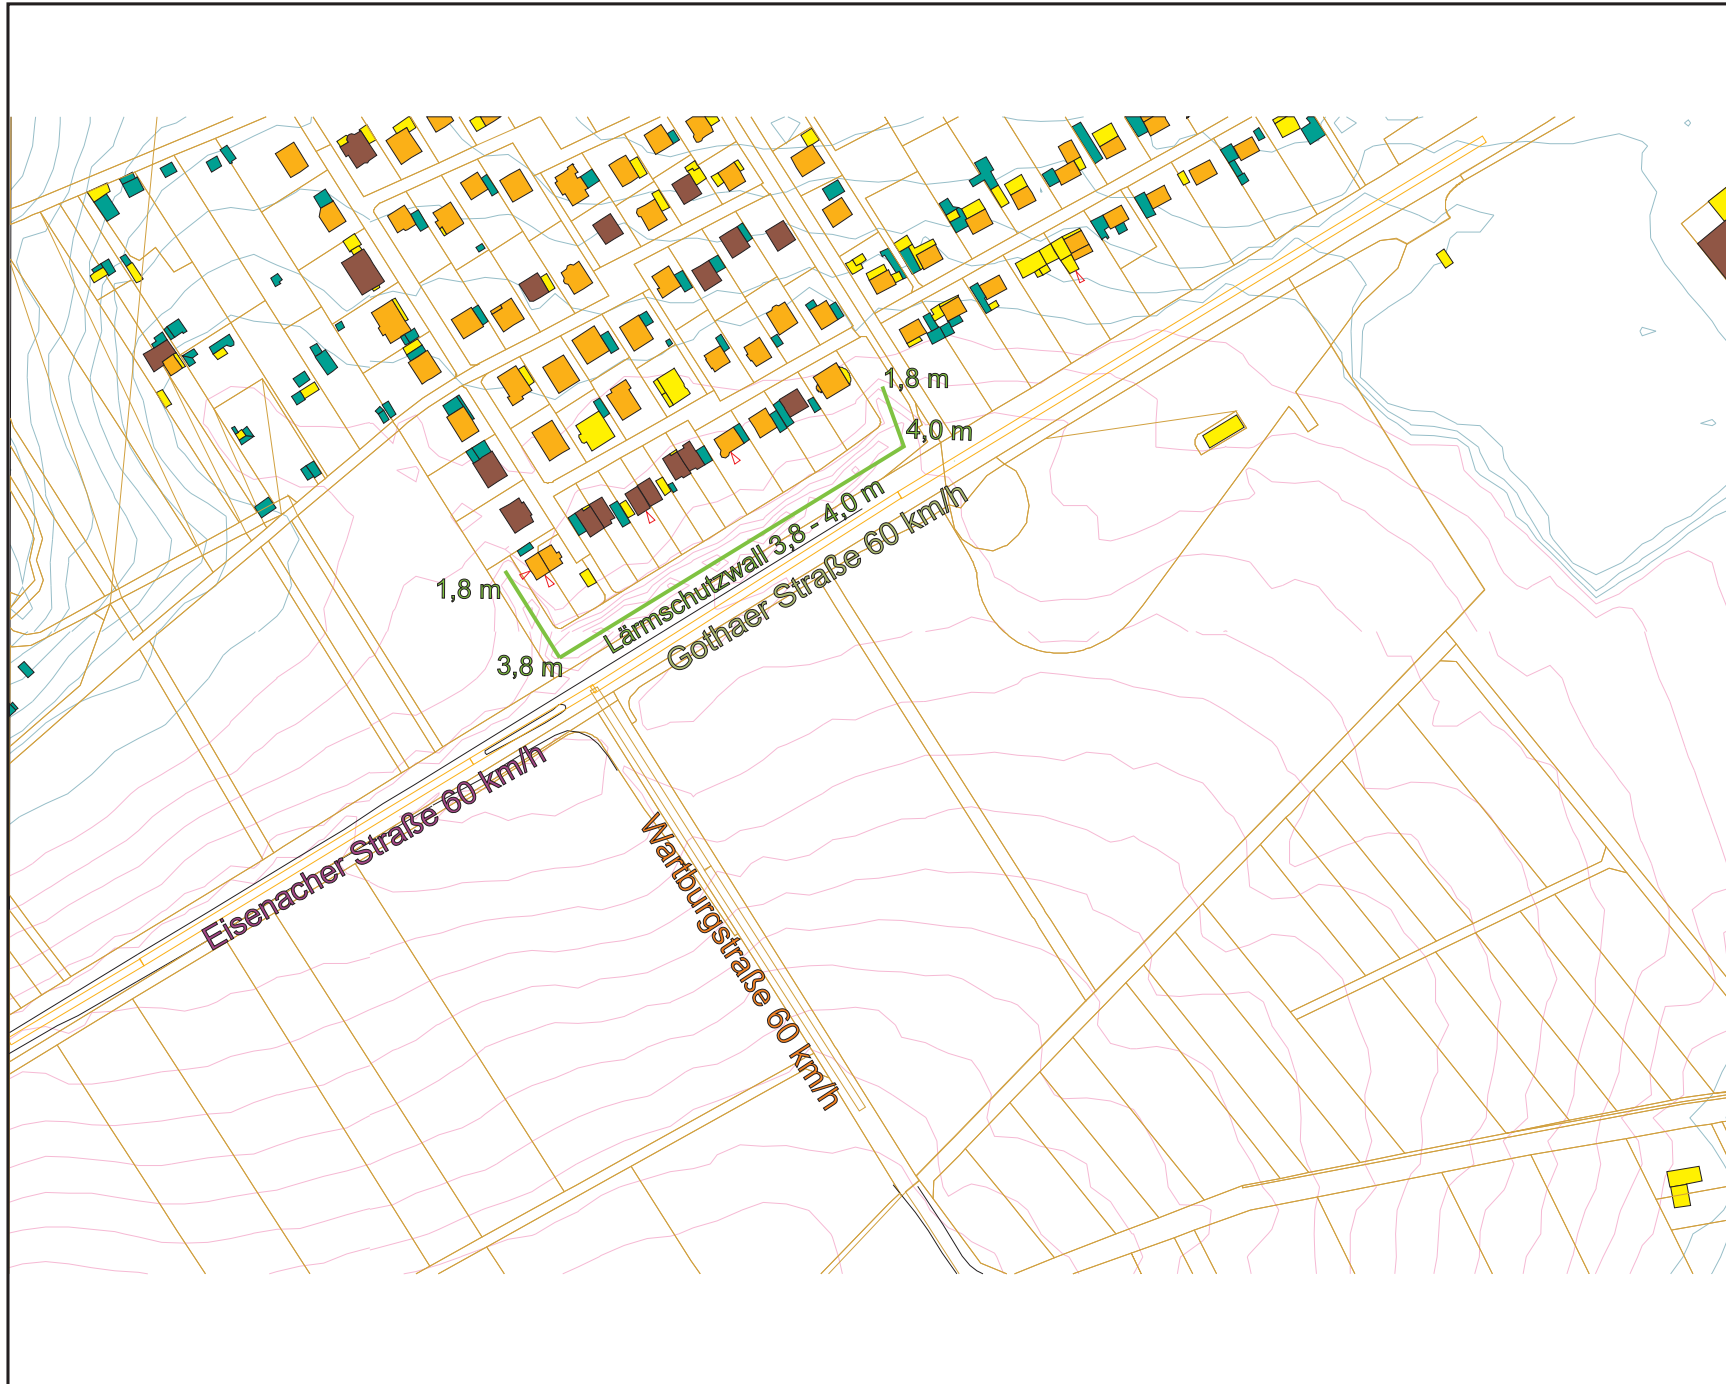 1,8 m
4,0 m
Lärmschutzwall 3,8 - 4,0 m
Gothaer Straße 60 km/h
1,8 m
3,8 m
Eisenacher Straße 60 km/h
Wartburgstraße 60 km/h